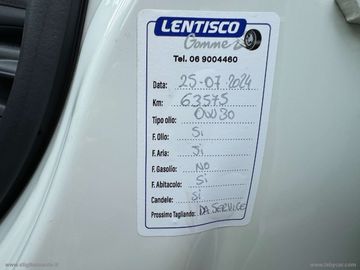 LENTISCO
Gomme
Tel. 06 9004460
Data: 25-07-2024
Km: 63575
Tipo olio: 0W30
F. Olio: SI
F. Aria: SI
F. Gasolio: NO
F. Abitacolo: SI
Candele: SI
Prossimo Tagliando: DA SERVICE